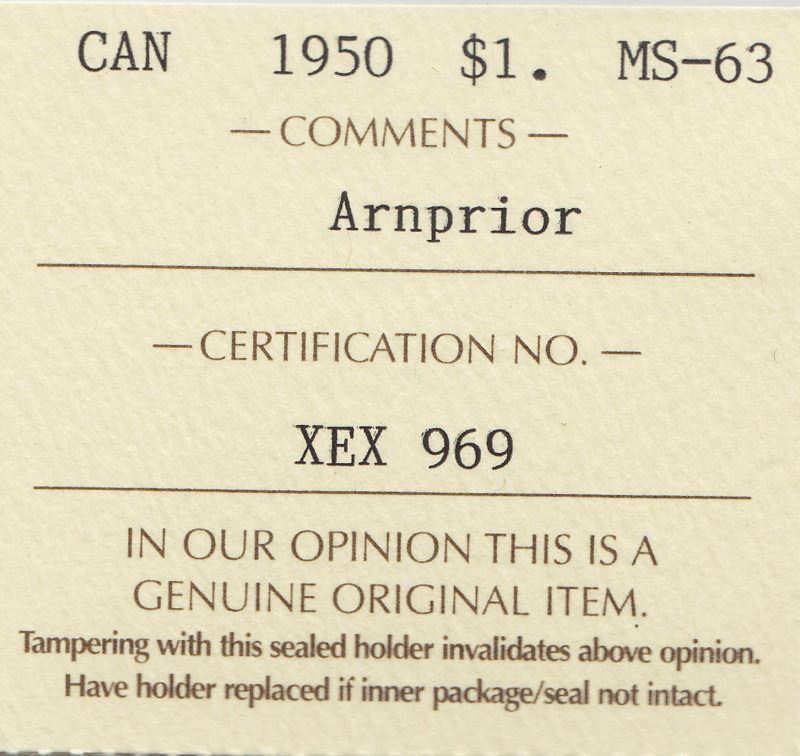 CAN 1950 $1. MS-63
— COMMENTS —
Arnprior
— CERTIFICATION NO. —
XEX 969
IN OUR OPINION THIS IS A
GENUINE ORIGINAL ITEM.
Tampering with this sealed holder invalidates above opinion.
Have holder replaced if inner package/seal not intact.